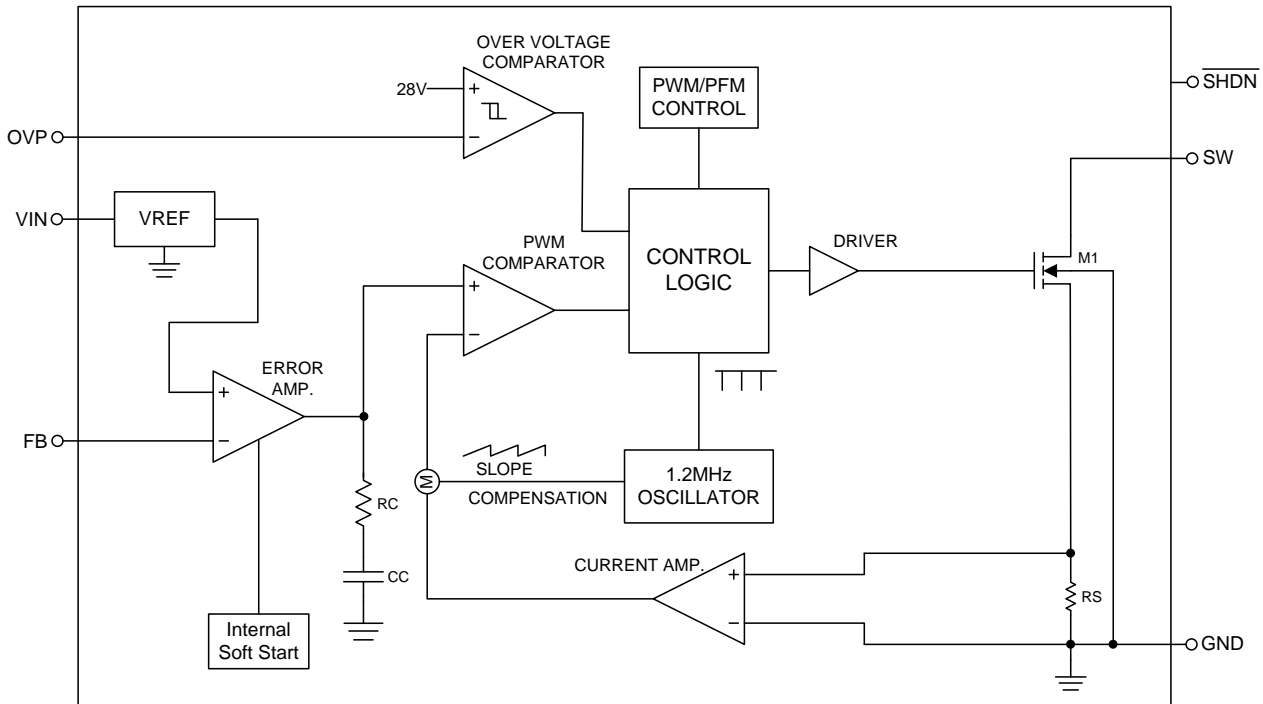 OVER VOLTAGE
COMPARATOR
28V
+
−
OVP
PWM/PFM
CONTROL
SHDN
SW
VIN
VREF
PWM
COMPARATOR
+
−
CONTROL
LOGIC
DRIVER
M1
ERROR
AMP.
+
−
FB
SLOPE
COMPENSATION
M
1.2MHz
OSCILLATOR
RC
CC
CURRENT AMP.
+
−
RS
Internal
Soft Start
GND